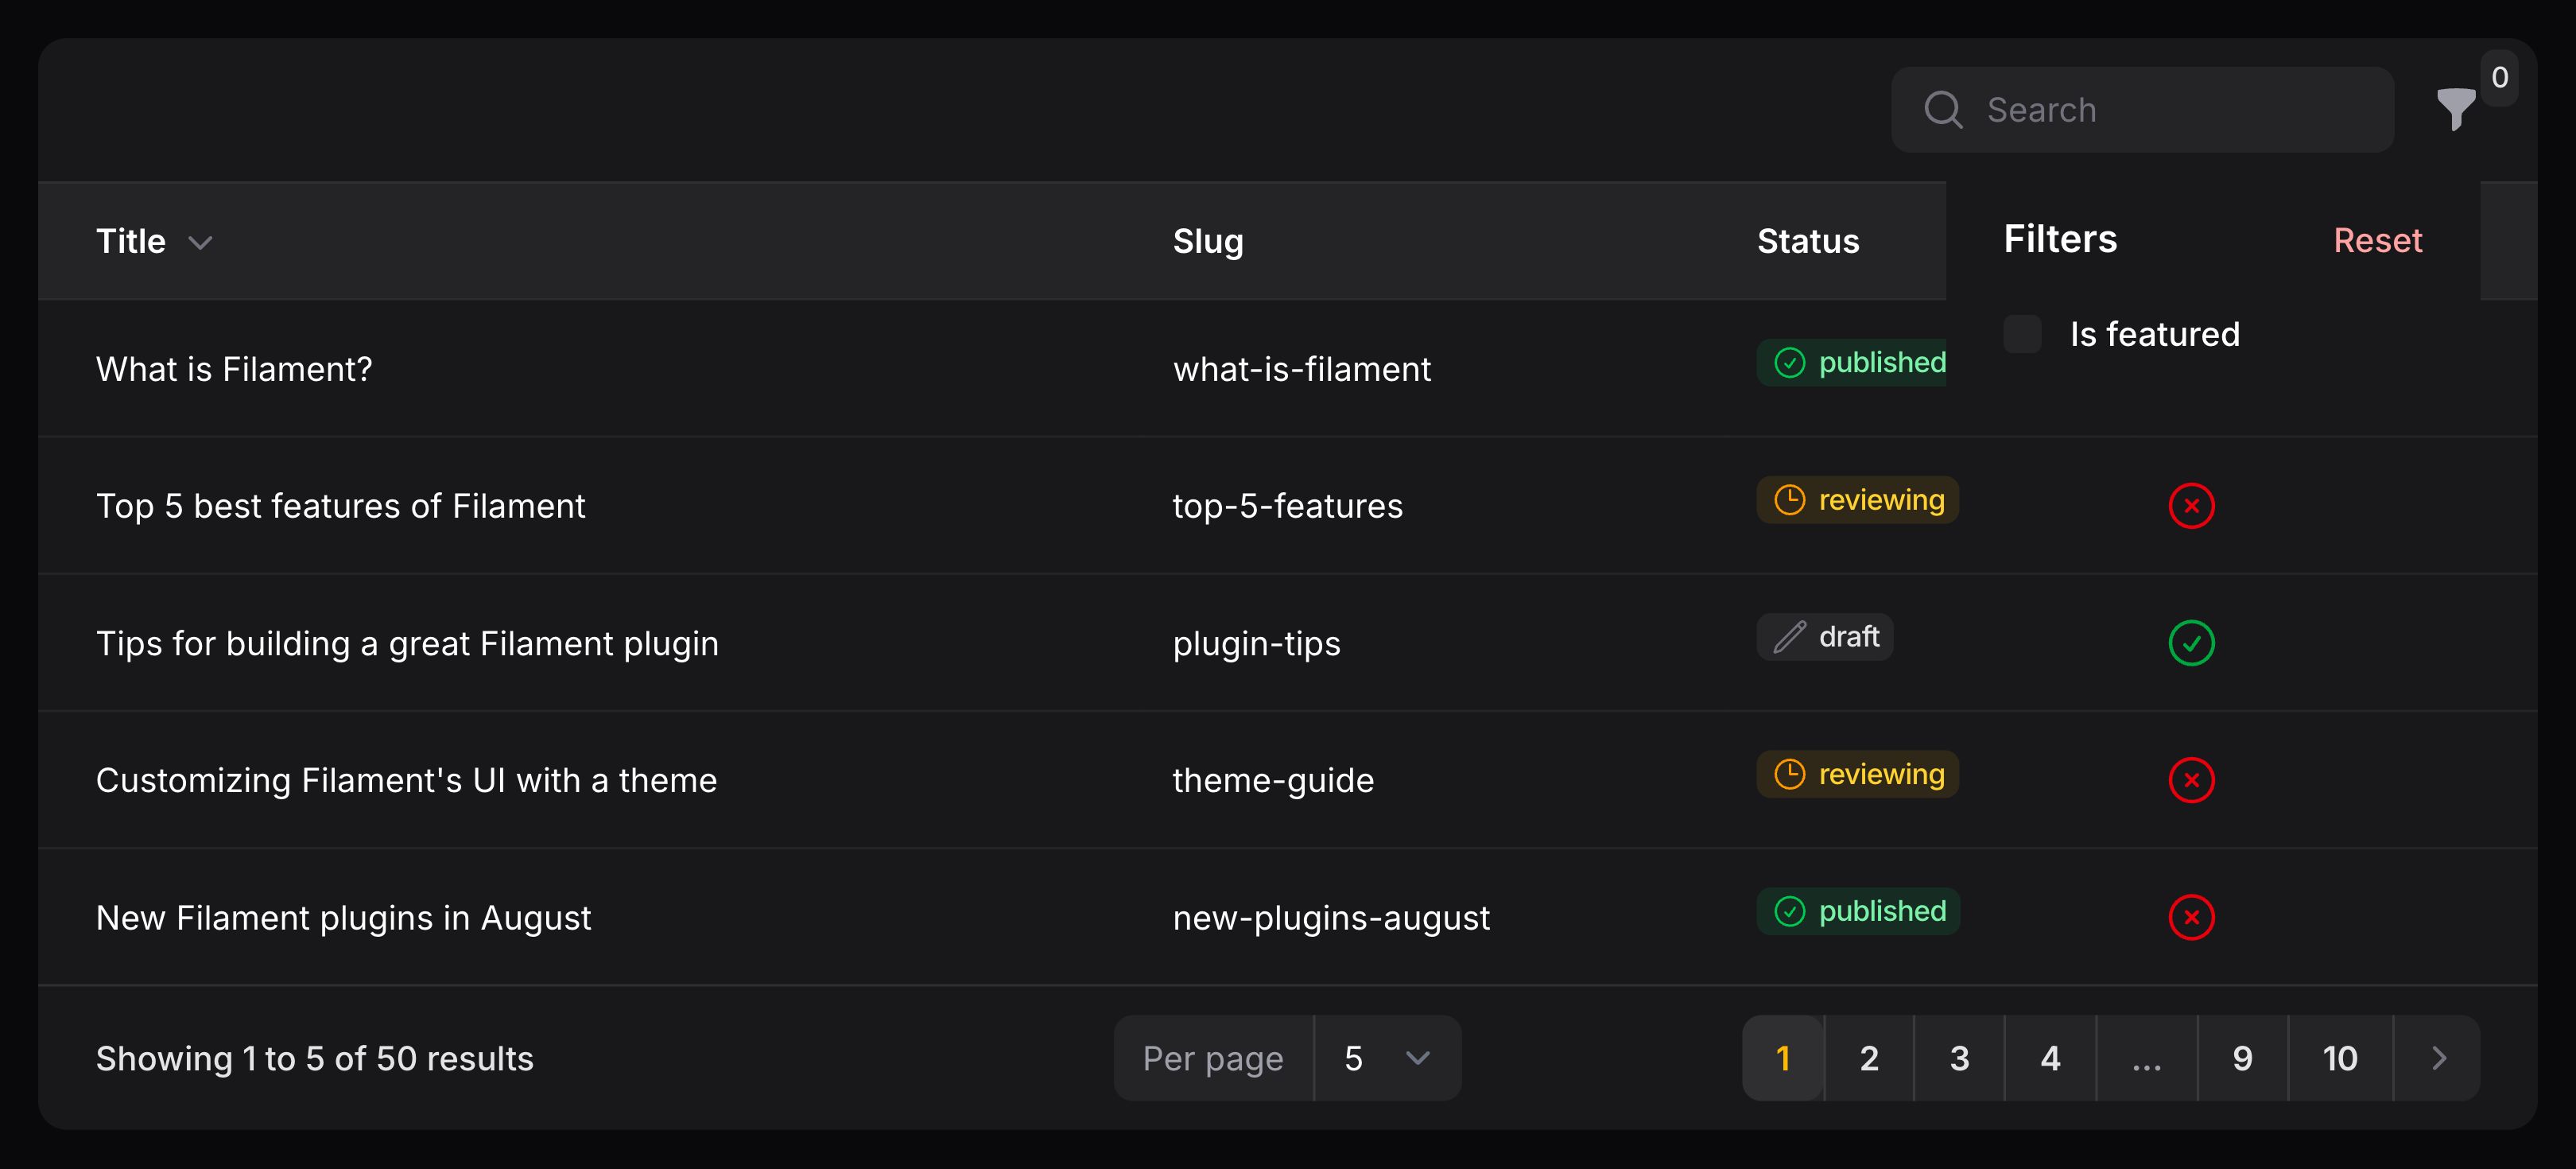 Search
0
Title Slug Status
Filters Reset
Is featured
What is Filament? what-is-filament published
Top 5 best features of Filament top-5-features reviewing
Tips for building a great Filament plugin plugin-tips draft
Customizing Filament's UI with a theme theme-guide reviewing
New Filament plugins in August new-plugins-august published
Showing 1 to 5 of 50 results Per page 5 1 2 3 4 ... 9 10